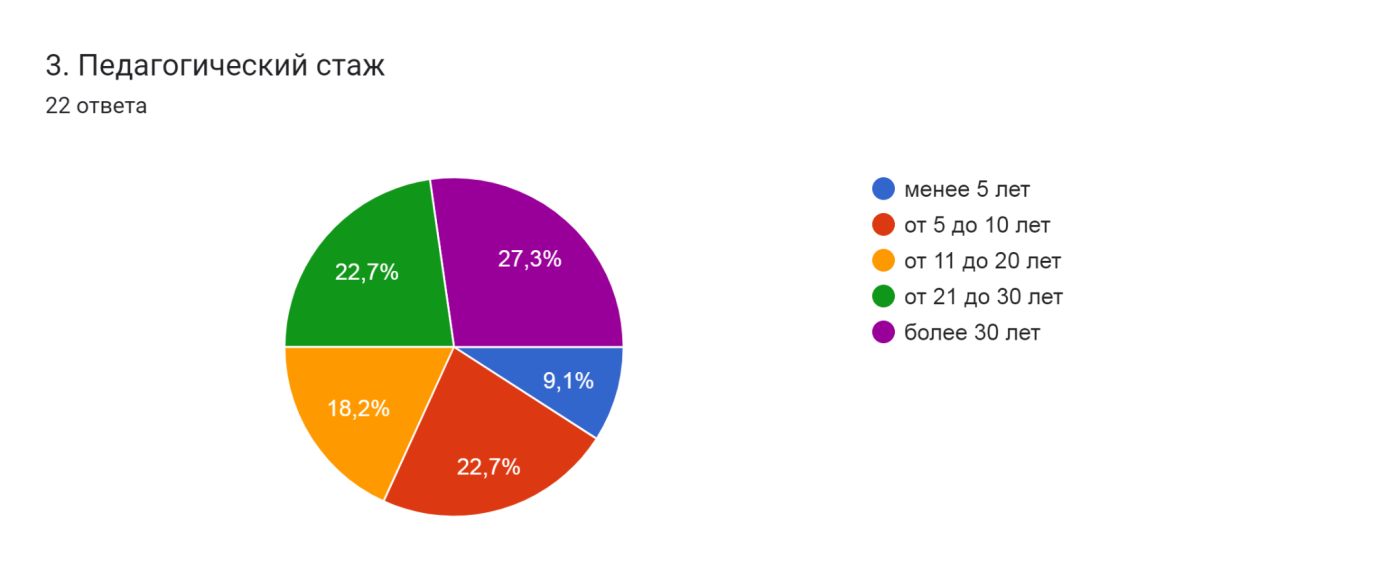 3. Педагогический стаж
22 ответа
27,3%
22,7%
9,1%
18,2%
22,7%
менее 5 лет
от 5 до 10 лет
от 11 до 20 лет
от 21 до 30 лет
более 30 лет